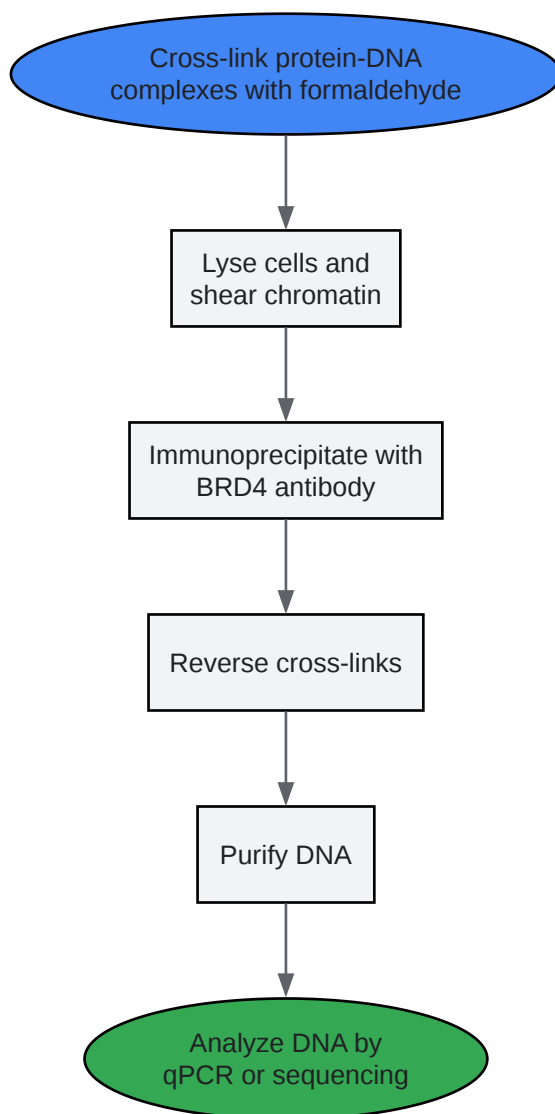 Cross-link protein-DNA
complexes with formaldehyde
Lyse cells and
shear chromatin
Immunoprecipitate with
BRD4 antibody
Reverse cross-links
Purify DNA
Analyze DNA by
qPCR or sequencing